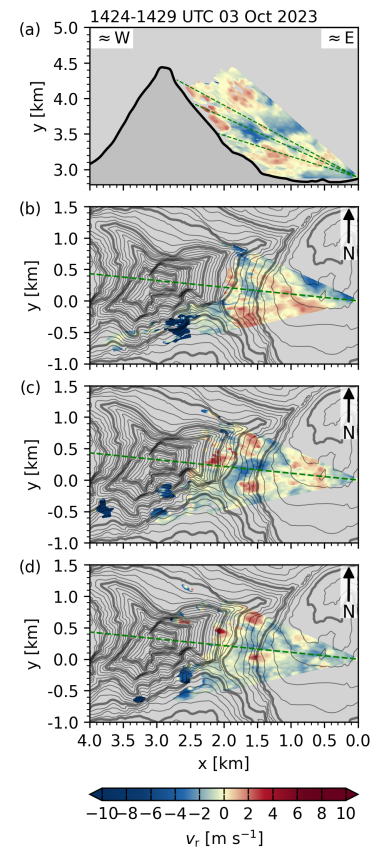 1424-1429 UTC 03 Oct 2023
(a)
≈ W
≈ E
5.0
4.5
4.0
3.5
3.0
y [km]
(b)
1.5
1.0
0.5
0.0
-0.5
-1.0
y [km]
N
(c)
1.5
1.0
0.5
0.0
-0.5
-1.0
y [km]
N
(d)
1.5
1.0
0.5
0.0
-0.5
-1.0
y [km]
N
4.0 3.5 3.0 2.5 2.0 1.5 1.0 0.5 0.0
x [km]
−10 −8 −6 −4 −2 0 2 4 6 8 10
vr [m s⁻¹]